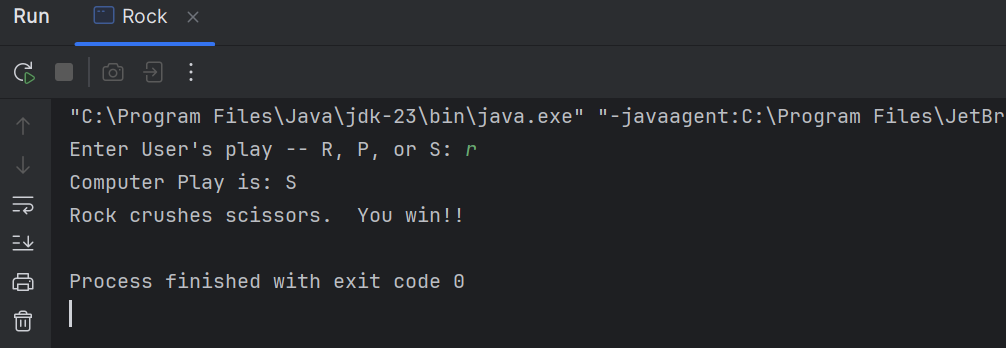 Run Rock
"C:\Program Files\Java\jdk-23\bin\java.exe" "-javaagent:C:\Program Files\JetBr
Enter User's play -- R, P, or S: r
Computer Play is: S
Rock crushes scissors.  You win!!
Process finished with exit code 0